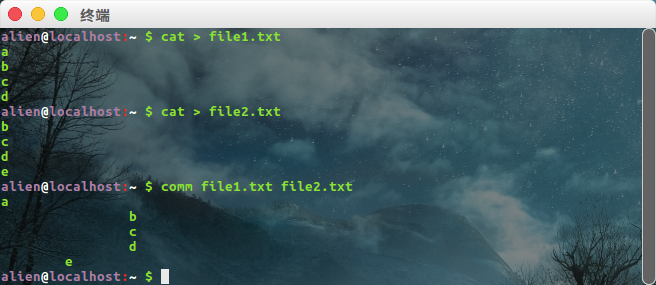 终端
alien@localhost:~ $ cat > file1.txt
a
b
c
d
alien@localhost:~ $ cat > file2.txt
b
c
d
e
alien@localhost:~ $ comm file1.txt file2.txt
a
		b
		c
		d
	e
alien@localhost:~ $